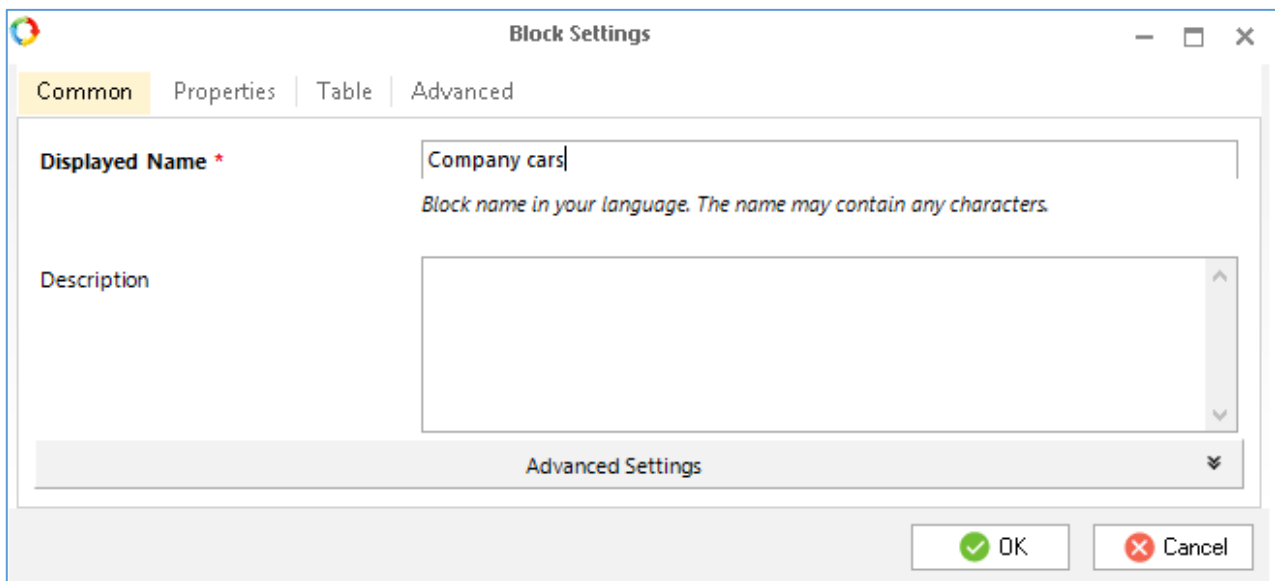 Block Settings
Common Properties Table Advanced
Displayed Name * Company cars
Block name in your language. The name may contain any characters.
Description
Advanced Settings
OK Cancel